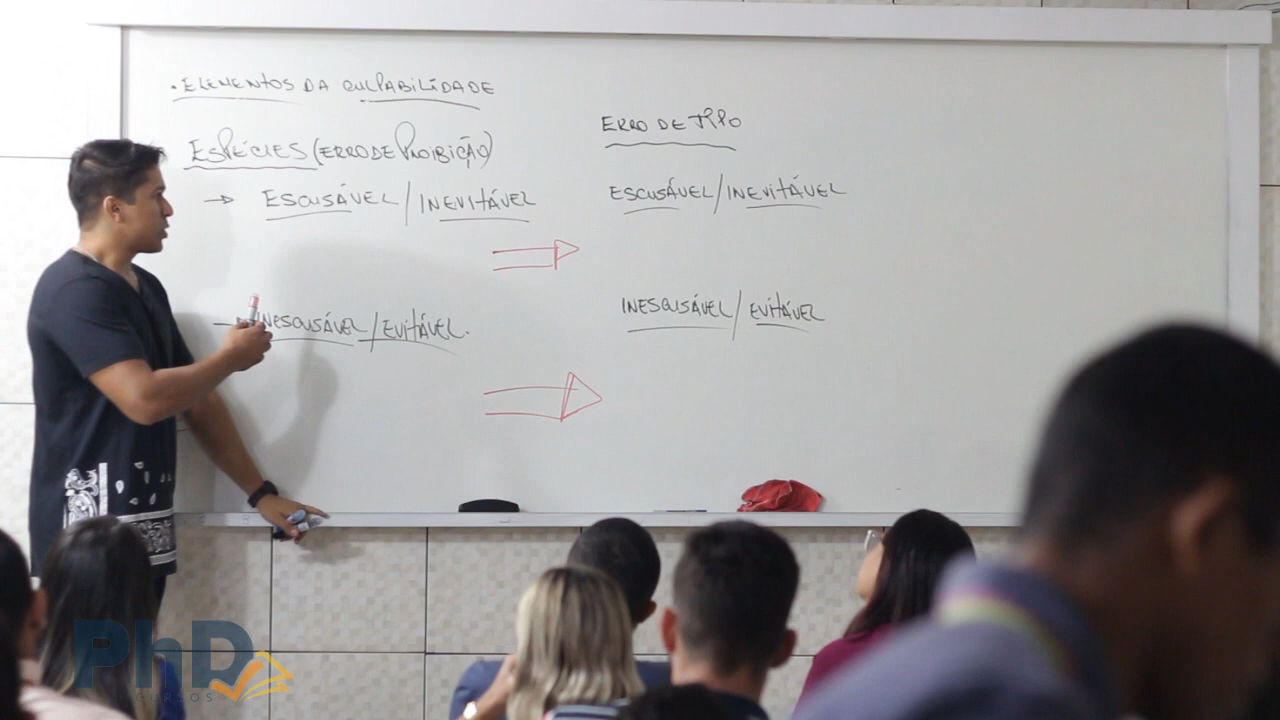 . ELEMENTOS DA CULPABILIDADE
ESPÉCIES (ERRO DE PROIBIÇÃO)
→ ESCUSÁVEL / INEVITÁVEL
INESCUSÁVEL / EVITÁVEL.
ERRO DE TIPO
ESCUSÁVEL / INEVITÁVEL
INESCUSÁVEL / EVITÁVEL
PhD
CURSOS